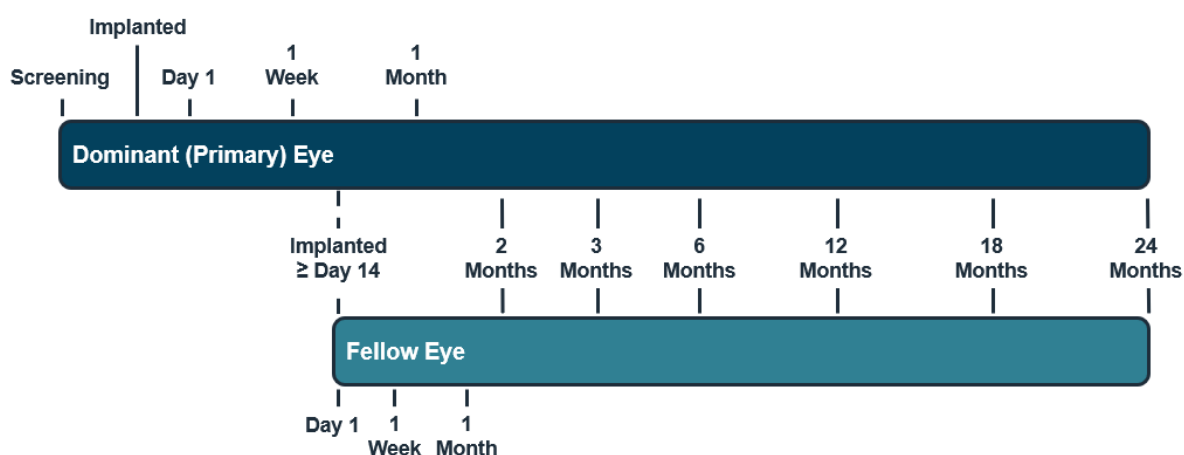 Implanted
Screening
Day 1
1
Week
1
Month
Dominant (Primary) Eye
Implanted
≥ Day 14
2
Months
3
Months
6
Months
12
Months
18
Months
24
Months
Fellow Eye
Day 1
1
Week
1
Month